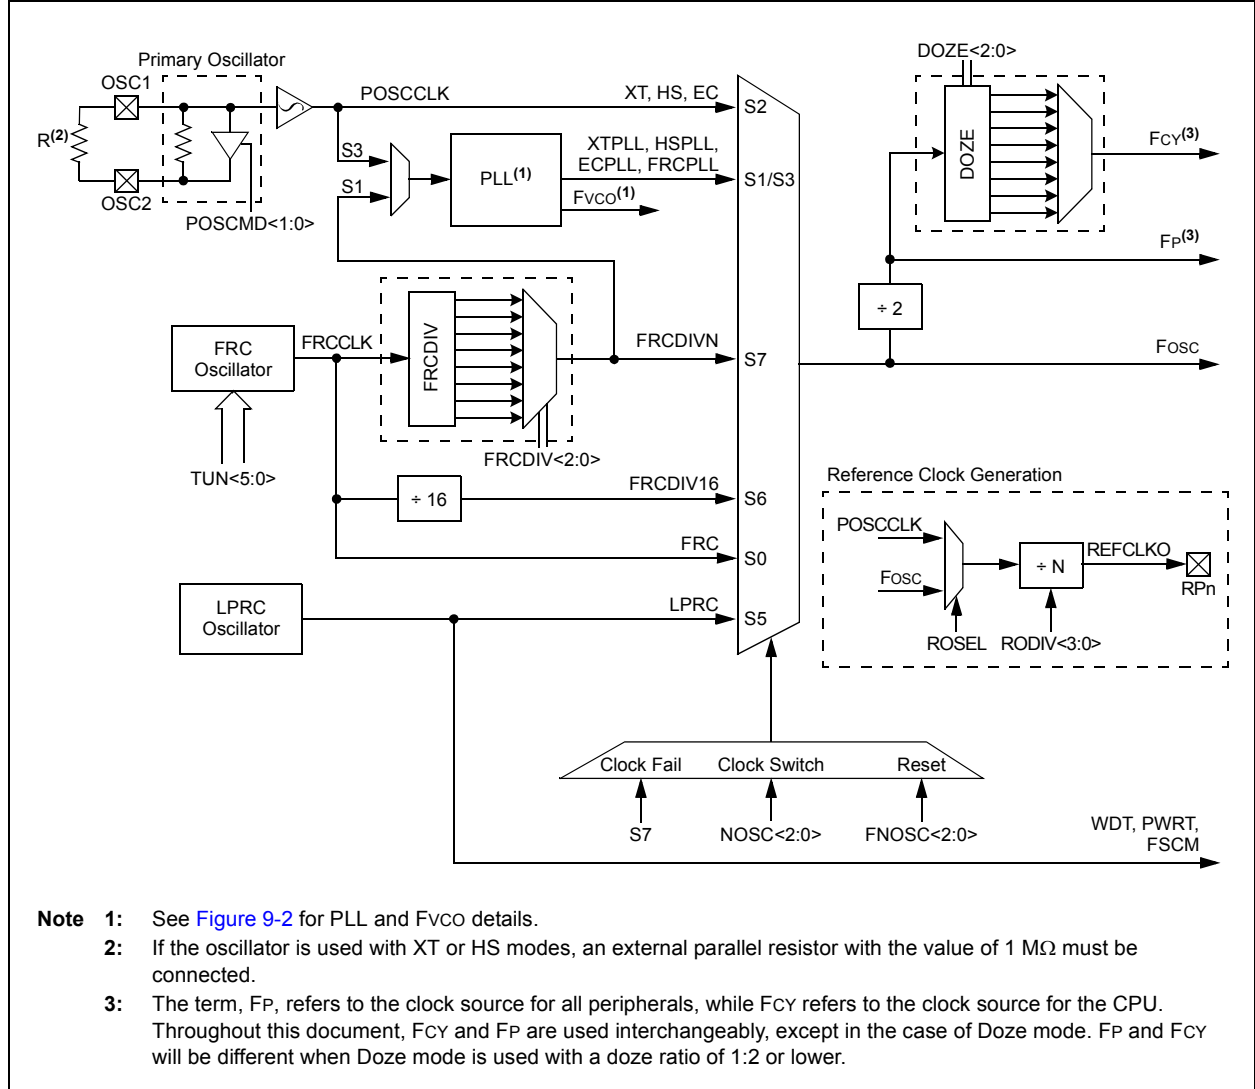 Primary Oscillator
OSC1
R(2)
OSC2
POSCMD<1:0>
POSCCLK
XT, HS, EC
S2
S3
S1
PLL(1)
XTPLL, HSPLL,
ECPLL, FRCPLL
S1/S3
FVCO(1)
DOZE<2:0>
DOZE
FCY(3)
FP(3)
÷ 2
FOSC
FRC
Oscillator
TUN<5:0>
FRCCLK
FRCDIV
FRCDIV<2:0>
FRCDIVN
S7
÷ 16
FRCDIV16
S6
FRC
S0
LPRC
Oscillator
LPRC
S5
Reference Clock Generation
POSCCLK
FOSC
÷ N
REFCLKO
RPn
ROSEL
RODIV<3:0>
Clock Fail
Clock Switch
Reset
S7
NOSC<2:0>
FNOSC<2:0>
WDT, PWRT,
FSCM
Note 1: See Figure 9-2 for PLL and FVCO details.
2: If the oscillator is used with XT or HS modes, an external parallel resistor with the value of 1 MΩ must be
connected.
3: The term, FP, refers to the clock source for all peripherals, while FCY refers to the clock source for the CPU.
Throughout this document, FCY and FP are used interchangeably, except in the case of Doze mode. FP and FCY
will be different when Doze mode is used with a doze ratio of 1:2 or lower.